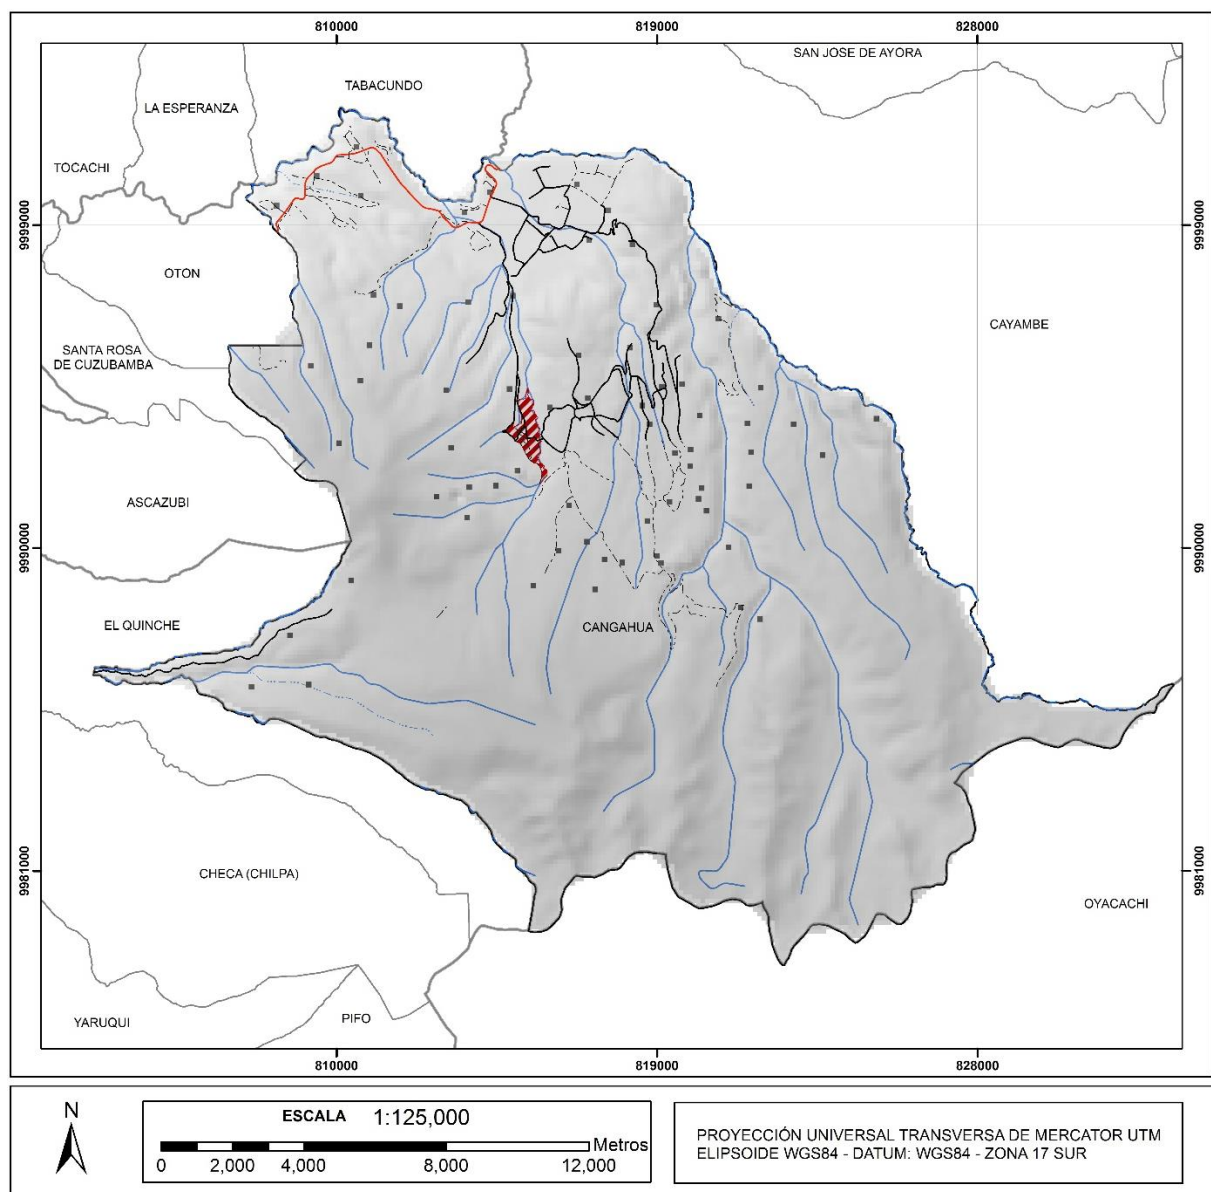 810000
819000
828000
SAN JOSE DE AYORA
TABACUNDO
LA ESPERANZA
TOCACHI
9999000
9999000
OTON
CAYAMBE
SANTA ROSA
DE CUZUBAMBA
ASCAZUBI
9990000
9990000
EL QUINCHE
CANGAHUA
9981000
9981000
CHECA (CHILPA)
OYACACHI
YARUQUI
PIFO
810000
819000
828000
N
ESCALA 1:125,000
Metros
0 2,000 4,000 8,000 12,000
PROYECCIÓN UNIVERSAL TRANSVERSA DE MERCATOR UTM
ELIPSOIDE WGS84 - DATUM: WGS84 - ZONA 17 SUR